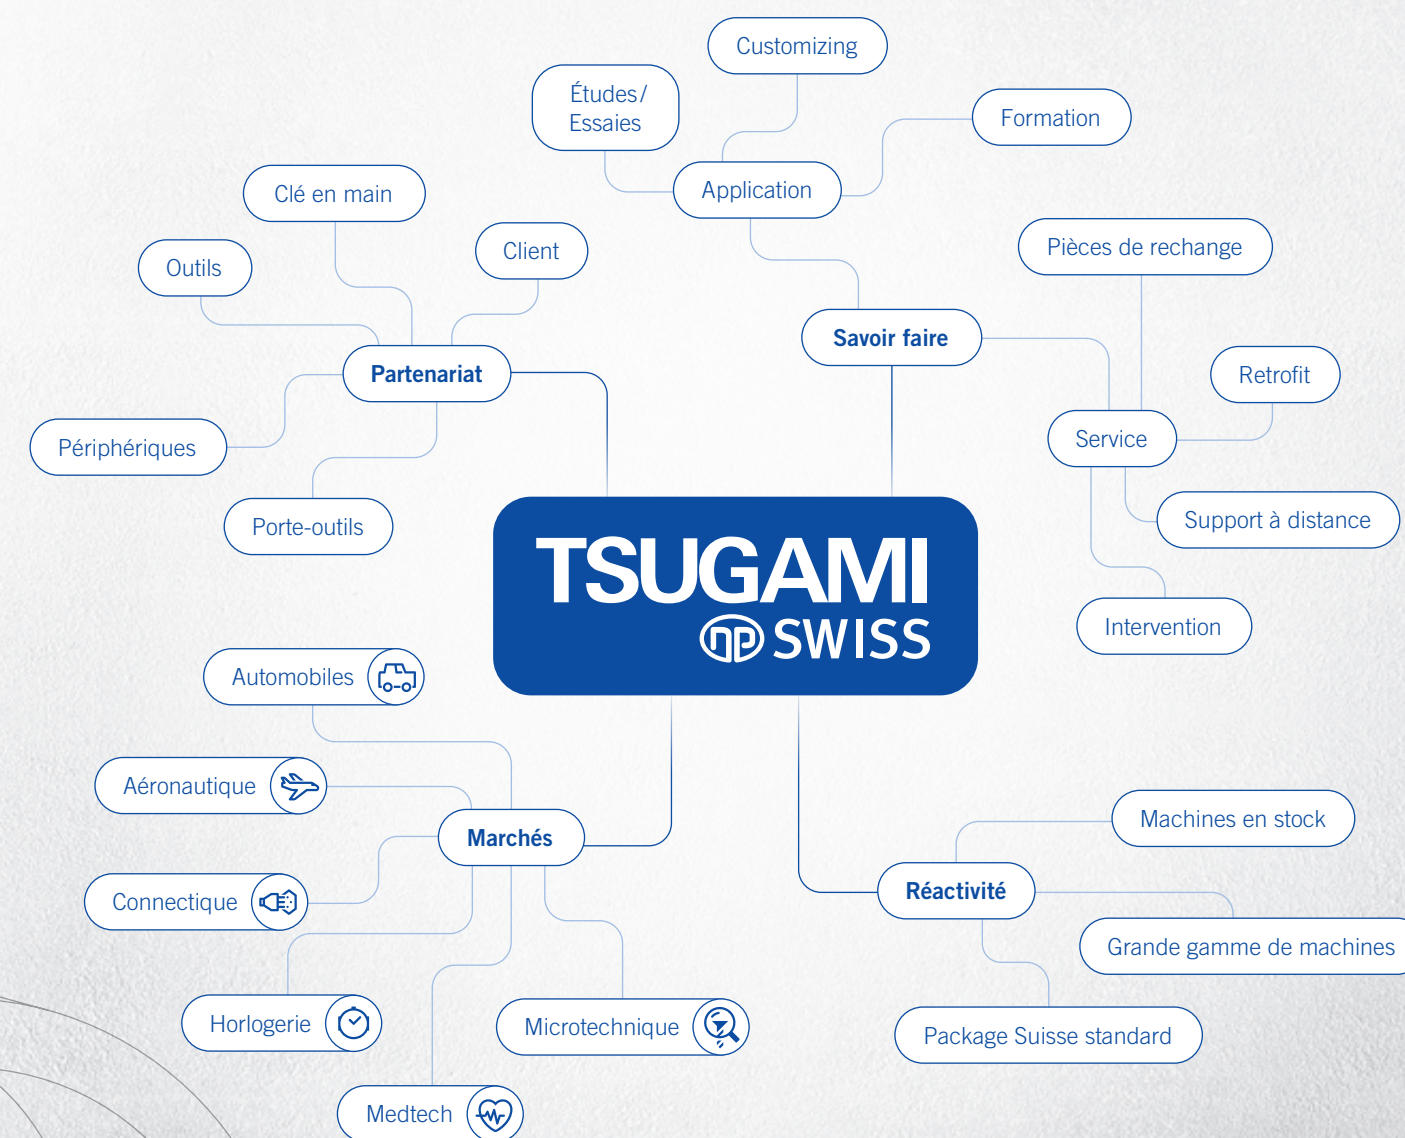 Customizing
Études/
Essaies
Formation
Application
Clé en main
Client
Outils
Pièces de rechange
Savoir faire
Partenariat
Retrofit
Service
Périphériques
Porte-outils
Support à distance
TSUGAMI
np SWISS
Intervention
Automobiles
Aéronautique
Marchés
Machines en stock
Réactivité
Connectique
Grande gamme de machines
Horlogerie
Microtechnique
Package Suisse standard
Medtech